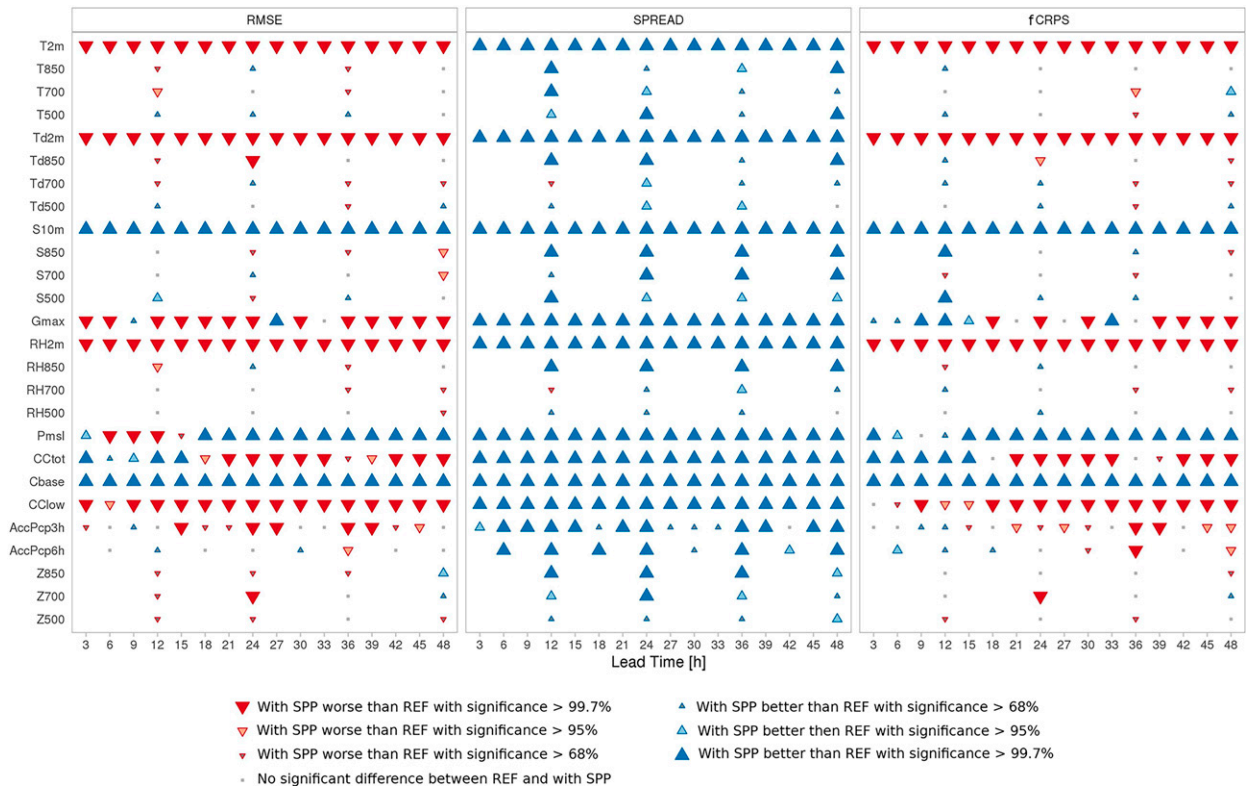 RMSE SPREAD fCRPS
T2m
T850
T700
T500
Td2m
Td850
Td700
Td500
S10m
S850
S700
S500
Gmax
RH2m
RH850
RH700
RH500
Pmsl
CCtot
Cbase
CClow
AccPcp3h
AccPcp6h
Z850
Z700
Z500
3 6 9 12 15 18 21 24 27 30 33 36 39 42 45 48 3 6 9 12 15 18 21 24 27 30 33 36 39 42 45 48 3 6 9 12 15 18 21 24 27 30 33 36 39 42 45 48
Lead Time [h]
With SPP worse than REF with significance > 99.7%
With SPP worse than REF with significance > 95%
With SPP worse than REF with significance > 68%
No significant difference between REF and with SPP
With SPP better than REF with significance > 68%
With SPP better then REF with significance > 95%
With SPP better than REF with significance > 99.7%